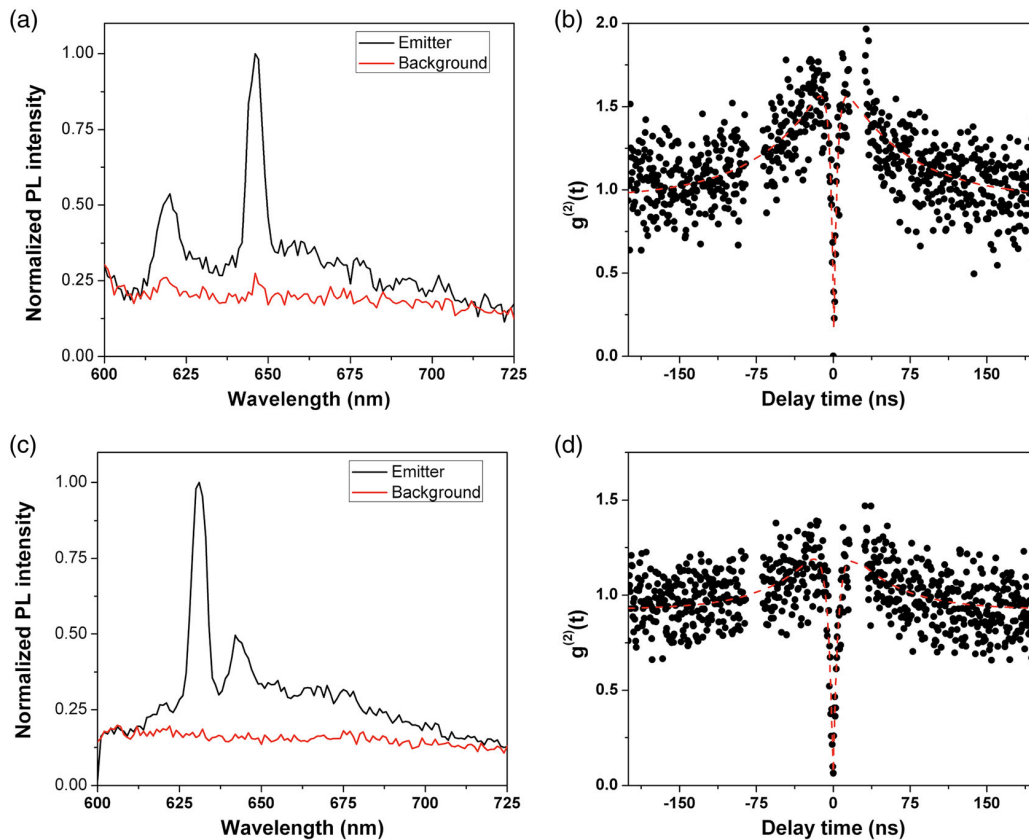 (a)
Normalized PL intensity
1.00
0.75
0.50
0.25
0.00
Emitter
Background
600 625 650 675 700 725
Wavelength (nm)
(b)
g(2)(t)
2.0
1.5
1.0
0.5
0.0
-150 -75 0 75 150
Delay time (ns)
(c)
Normalized PL intensity
1.00
0.75
0.50
0.25
0.00
Emitter
Background
600 625 650 675 700 725
Wavelength (nm)
(d)
g(2)(t)
1.5
1.0
0.5
0.0
-150 -75 0 75 150
Delay time (ns)